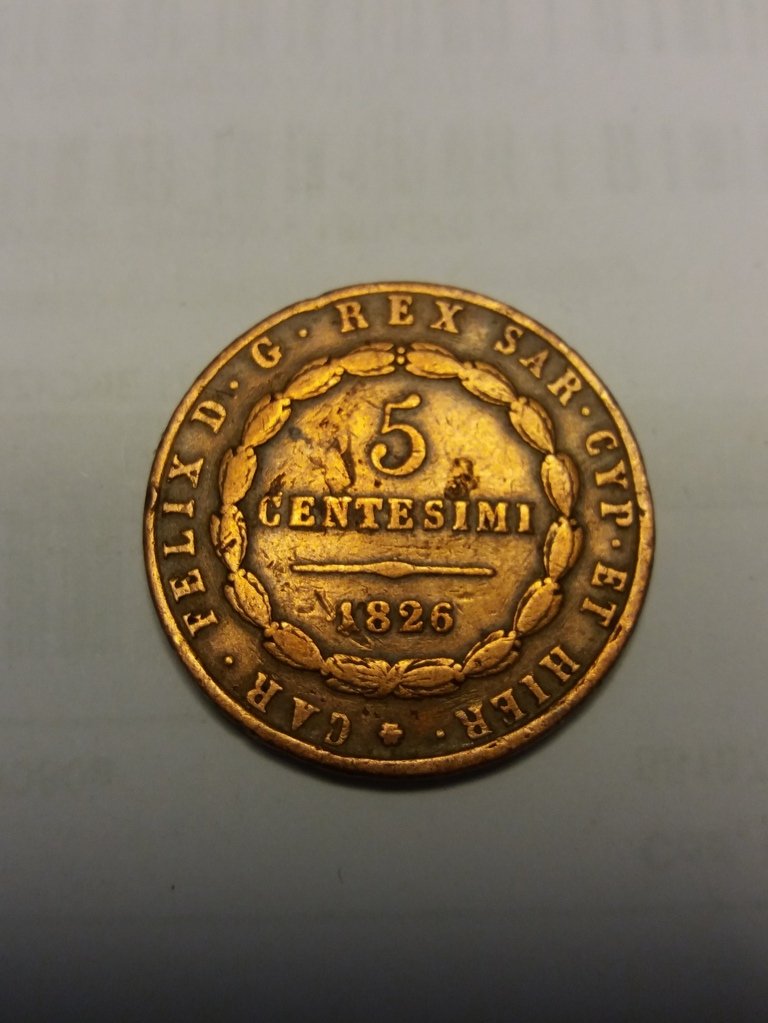 CAR · FELIX D · G · REX SAR · CYP · ET HIER ·
5
CENTESIMI
1826